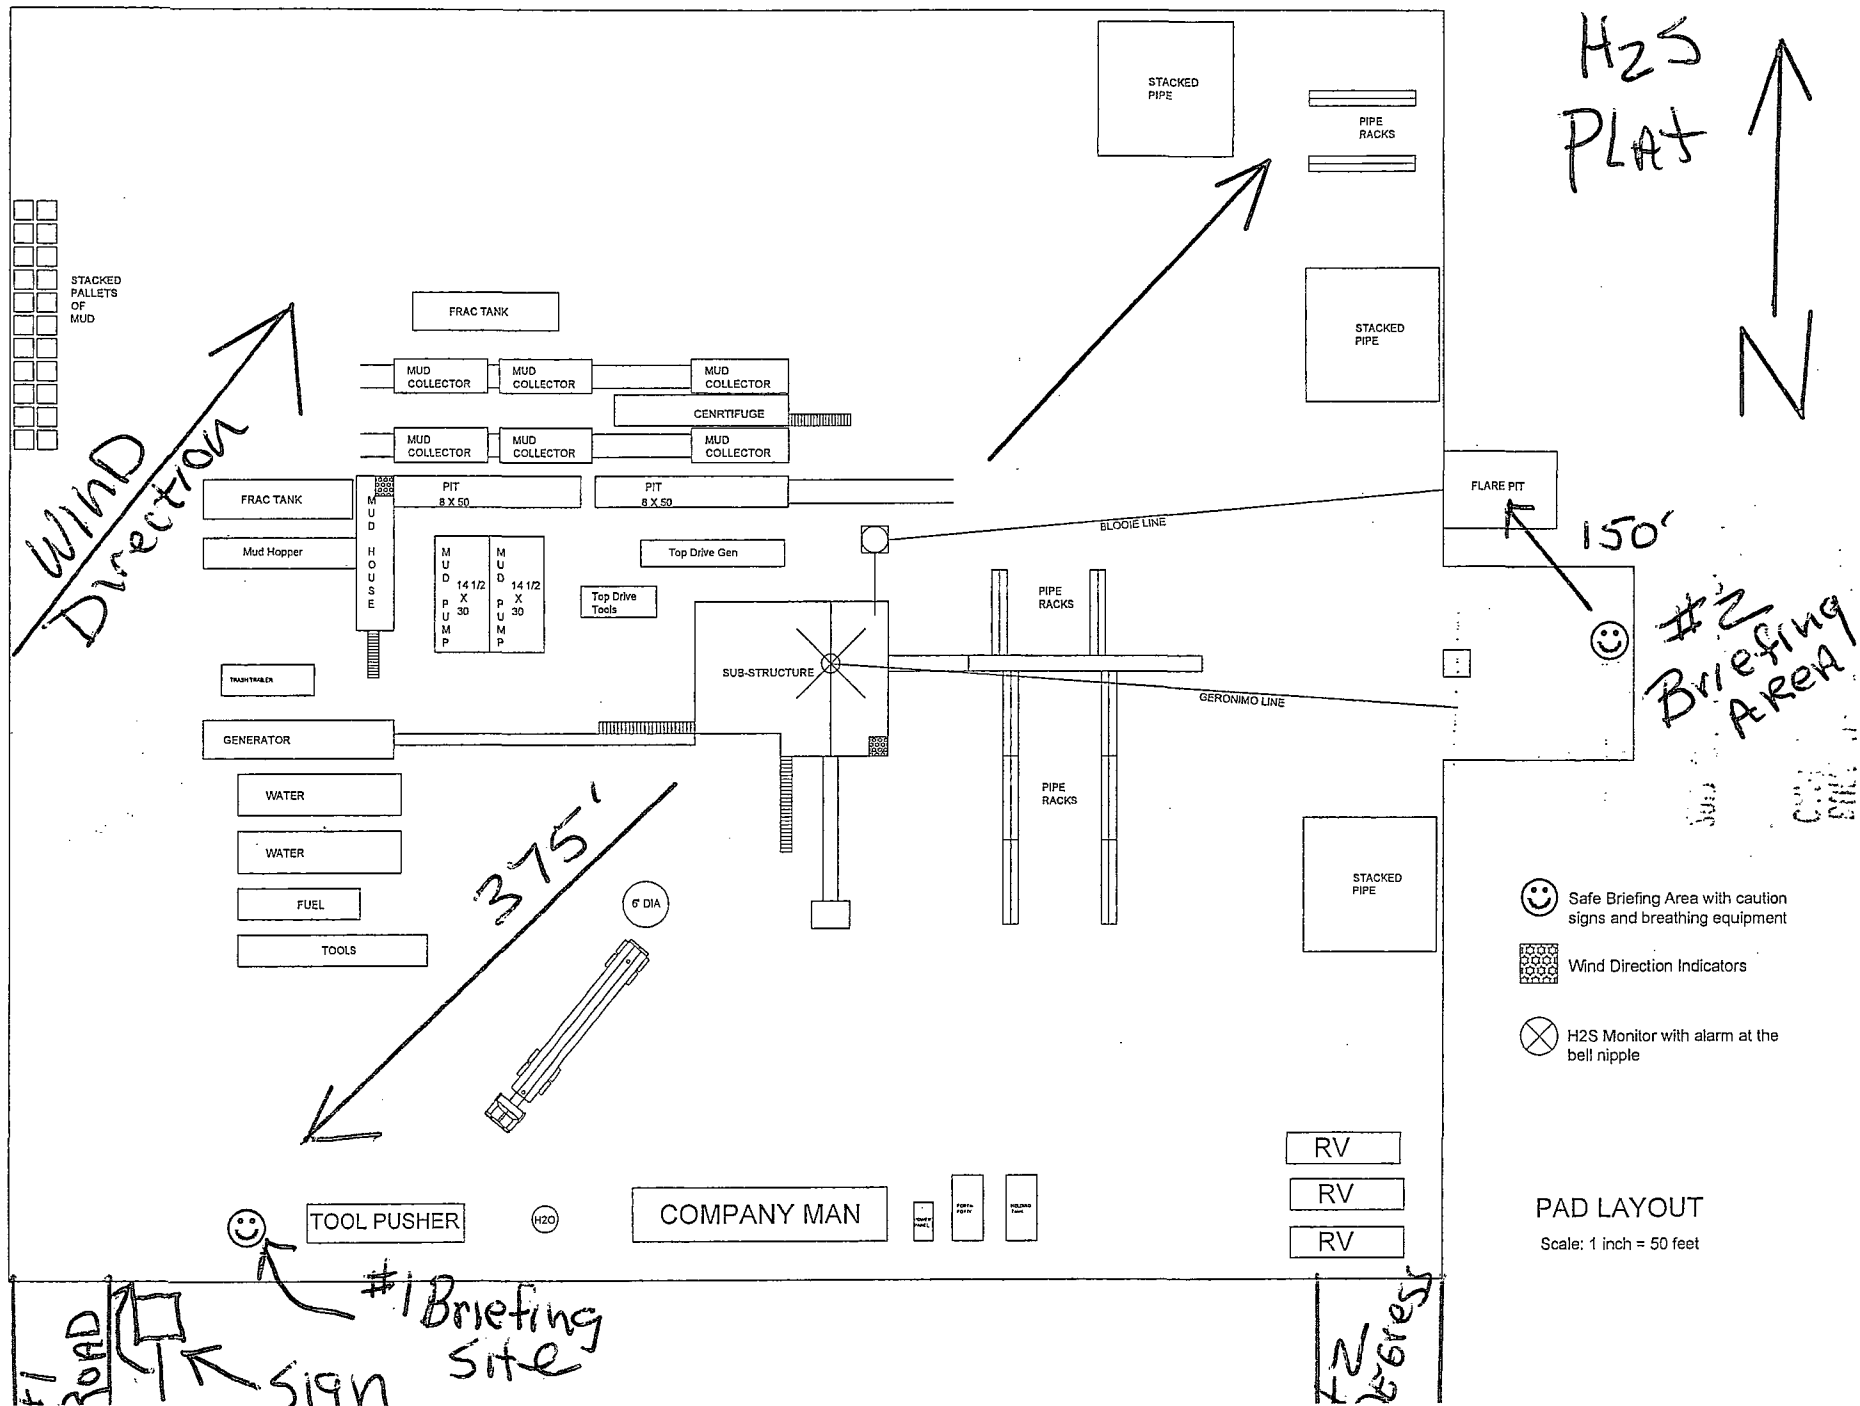 H2S
PLAt
N
STACKED
PIPE
PIPE
RACKS
STACKED
PALLETS
OF
MUD
WIND
Direction
FRAC TANK
STACKED
PIPE
MUD
COLLECTOR
MUD
COLLECTOR
MUD
COLLECTOR
CENRTIFUGE
MUD
COLLECTOR
MUD
COLLECTOR
MUD
COLLECTOR
FRAC TANK
MUD HOUSE
PIT
8 X 50
PIT
8 X 50
FLARE PIT
BLOOIE LINE
150'
Mud Hopper
MUD PUMP
14 1/2
X
30
MUD PUMP
14 1/2
X
30
Top Drive Gen
Top Drive
Tools
PIPE
RACKS
#2
Briefing
AReA
TRASH TRAILER
SUB-STRUCTURE
GERONIMO LINE
GENERATOR
WATER
WATER
FUEL
TOOLS
375'
6' DIA
PIPE
RACKS
STACKED
PIPE
Safe Briefing Area with caution
signs and breathing equipment
Wind Direction Indicators
H2S Monitor with alarm at the
bell nipple
RV
RV
RV
TOOL PUSHER
H2O
COMPANY MAN
HOLDING
TANK
PAD LAYOUT
Scale: 1 inch = 50 feet
#1 Briefing
Site
ROAD
Sign
#2